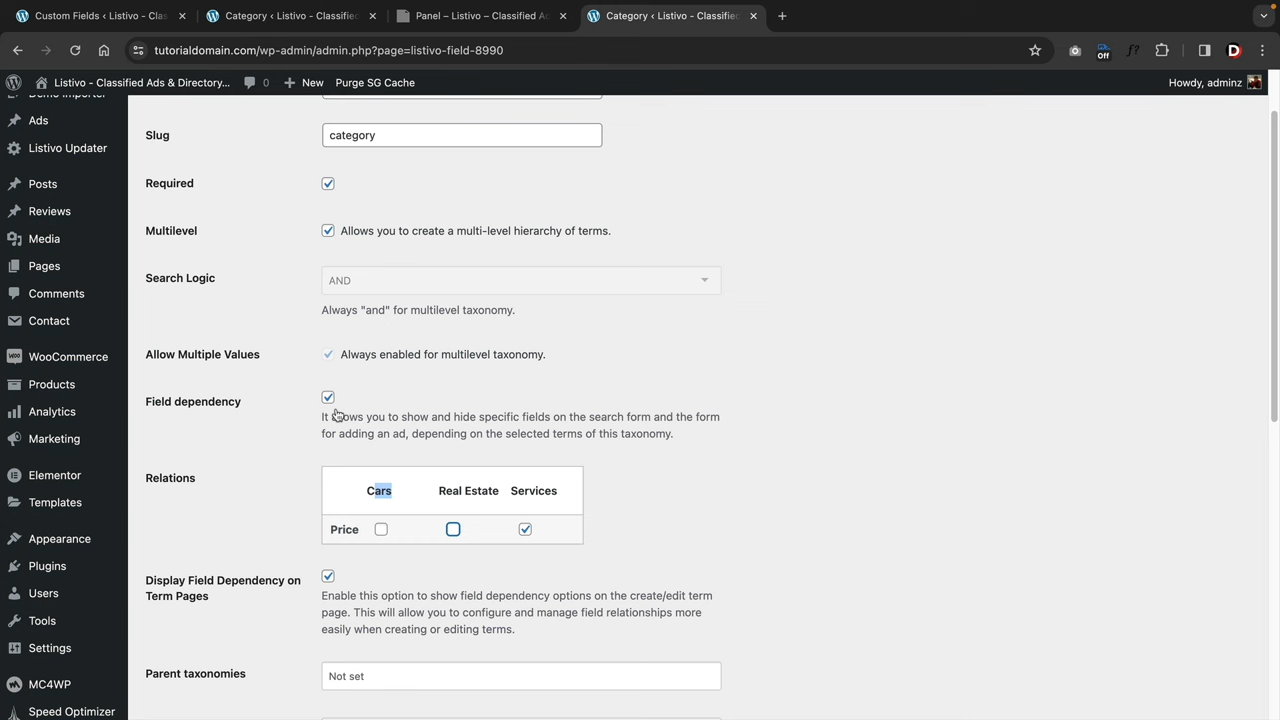 Custom Fields ‹ Listivo - Class
Category ‹ Listivo - Classified
Panel – Listivo – Classified Ad
Category ‹ Listivo - Classified
tutorialdomain.com/wp-admin/admin.php?page=listivo-field-8990
Off
f?
D
Listivo - Classified Ads & Directory...
0
New
Purge SG Cache
Howdy, adminz
Demo Importer
Ads
Listivo Updater
Posts
Reviews
Media
Pages
Comments
Contact
WooCommerce
Products
Analytics
Marketing
Elementor
Templates
Appearance
Plugins
Users
Tools
Settings
MC4WP
Speed Optimizer
Slug
category
Required
Multilevel
Allows you to create a multi-level hierarchy of terms.
Search Logic
AND
Always "and" for multilevel taxonomy.
Allow Multiple Values
Always enabled for multilevel taxonomy.
Field dependency
It allows you to show and hide specific fields on the search form and the form
for adding an ad, depending on the selected terms of this taxonomy.
Relations
Cars
Real Estate
Services
Price
Display Field Dependency on
Term Pages
Enable this option to show field dependency options on the create/edit term
page. This will allow you to configure and manage field relationships more
easily when creating or editing terms.
Parent taxonomies
Not set